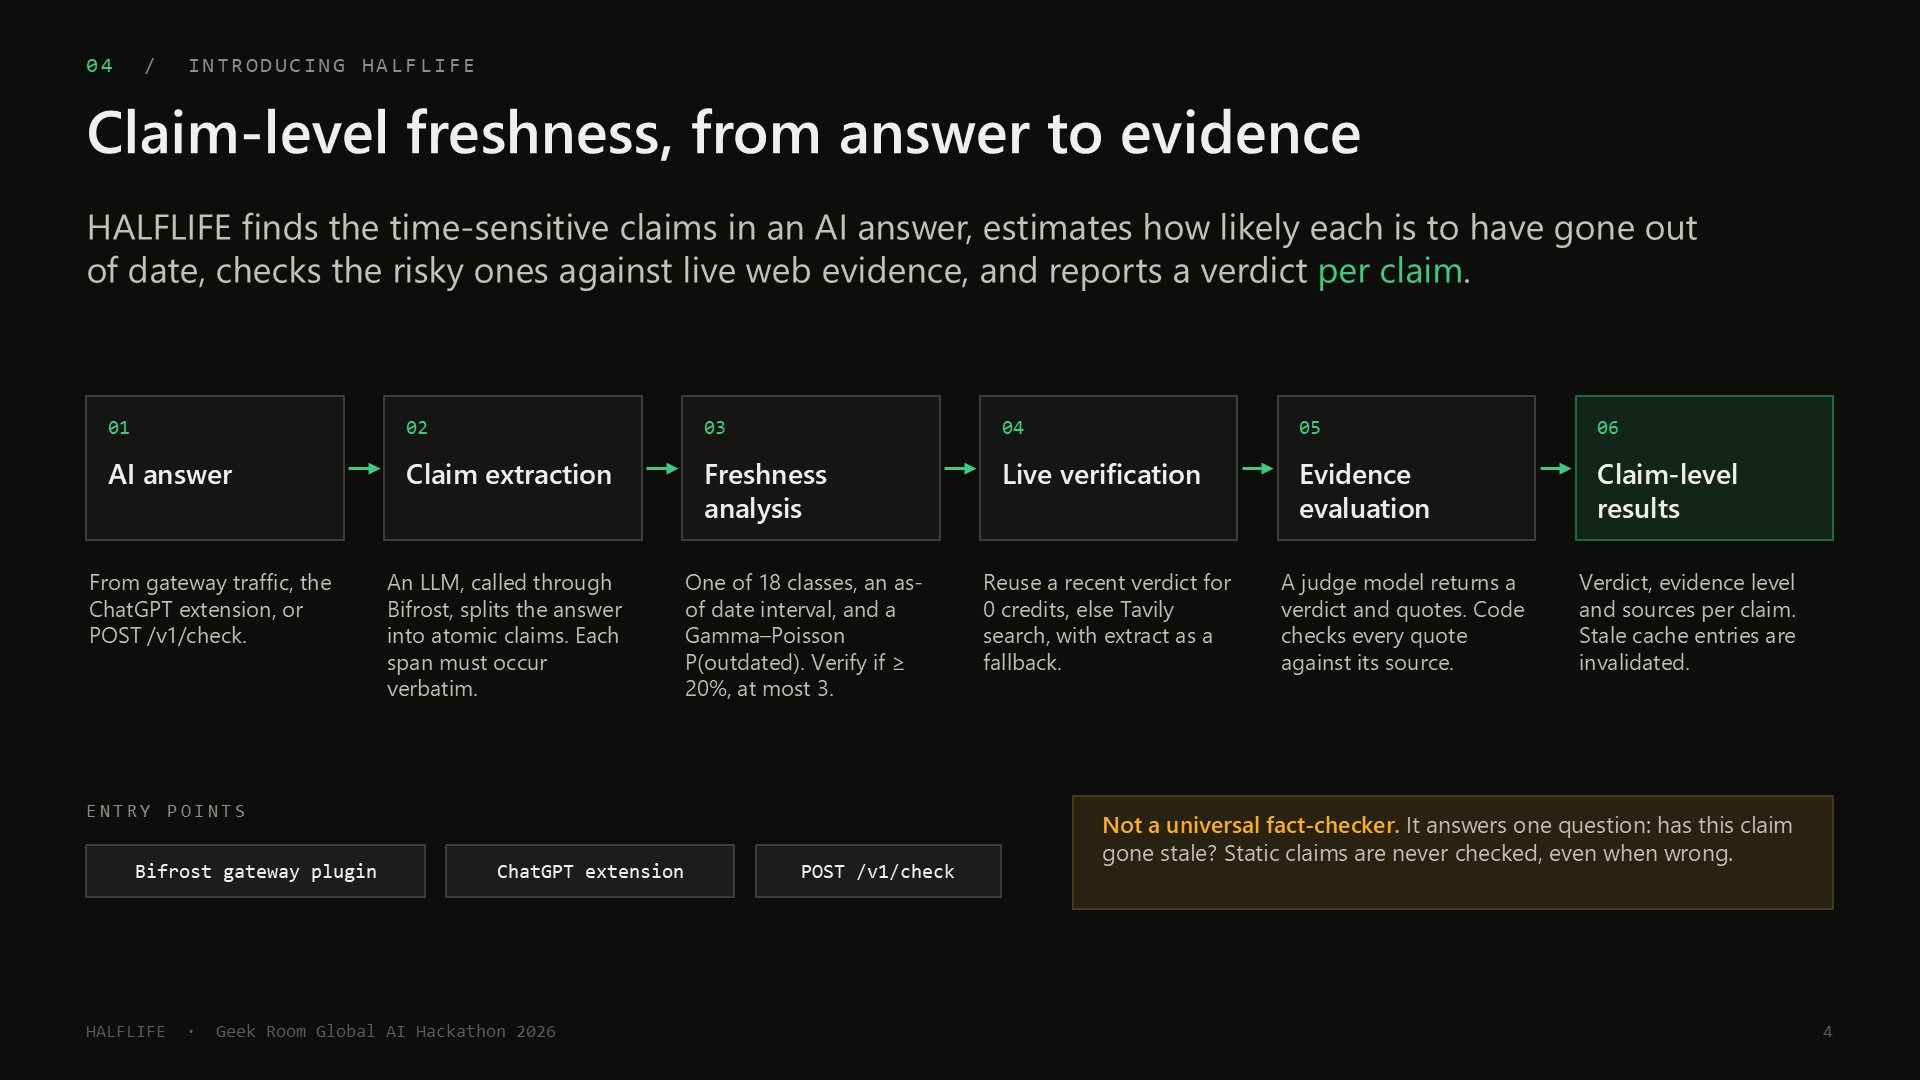 04 / INTRODUCING HALFLIFE
Claim-level freshness, from answer to evidence
HALFLIFE finds the time-sensitive claims in an AI answer, estimates how likely each is to have gone out
of date, checks the risky ones against live web evidence, and reports a verdict per claim.
01
AI answer
From gateway traffic, the
ChatGPT extension, or
POST /v1/check.
02
Claim extraction
An LLM, called through
Bifrost, splits the answer
into atomic claims. Each
span must occur
verbatim.
03
Freshness
analysis
One of 18 classes, an as-
of date interval, and a
Gamma–Poisson
P(outdated). Verify if ≥
20%, at most 3.
04
Live verification
Reuse a recent verdict for
0 credits, else Tavily
search, with extract as a
fallback.
05
Evidence
evaluation
A judge model returns a
verdict and quotes. Code
checks every quote
against its source.
06
Claim-level
results
Verdict, evidence level
and sources per claim.
Stale cache entries are
invalidated.
ENTRY POINTS
Bifrost gateway plugin
ChatGPT extension
POST /v1/check
Not a universal fact-checker. It answers one question: has this claim
gone stale? Static claims are never checked, even when wrong.
HALFLIFE · Geek Room Global AI Hackathon 2026
4